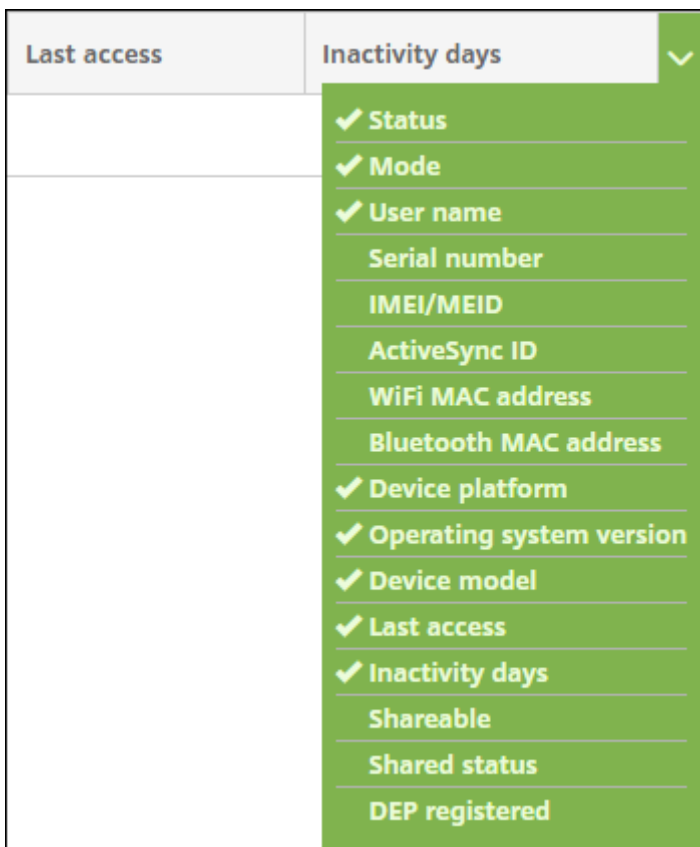 Last access Inactivity days
Status
Mode
User name
Serial number
IMEI/MEID
ActiveSync ID
WiFi MAC address
Bluetooth MAC address
Device platform
Operating system version
Device model
Last access
Inactivity days
Shareable
Shared status
DEP registered